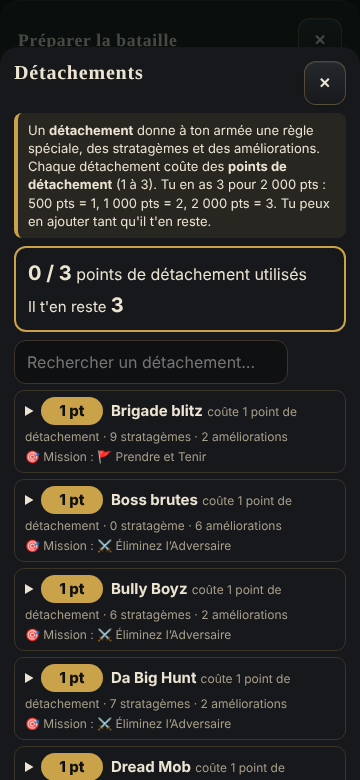 Préparer la bataille
×
Détachements
×
Un détachement donne à ton armée une règle
spéciale, des stratagèmes et des améliorations.
Chaque détachement coûte des points de
détachement (1 à 3). Tu en as 3 pour 2 000 pts :
500 pts = 1, 1 000 pts = 2, 2 000 pts = 3. Tu peux
en ajouter tant qu'il t'en reste.
0 / 3 points de détachement utilisés
Il t'en reste 3
Rechercher un détachement...
▶ 1 pt Brigade blitz coûte 1 point de
détachement · 9 stratagèmes · 2 améliorations
🎯 Mission : 🚩 Prendre et Tenir
▶ 1 pt Boss brutes coûte 1 point de
détachement · 0 stratagème · 6 améliorations
🎯 Mission : ⚔️ Éliminez l'Adversaire
▶ 1 pt Bully Boyz coûte 1 point de
détachement · 6 stratagèmes · 2 améliorations
🎯 Mission : ⚔️ Éliminez l'Adversaire
▶ 1 pt Da Big Hunt coûte 1 point de
détachement · 7 stratagèmes · 2 améliorations
🎯 Mission : ⚔️ Éliminez l'Adversaire
▶ 1 pt Dread Mob coûte 1 point de